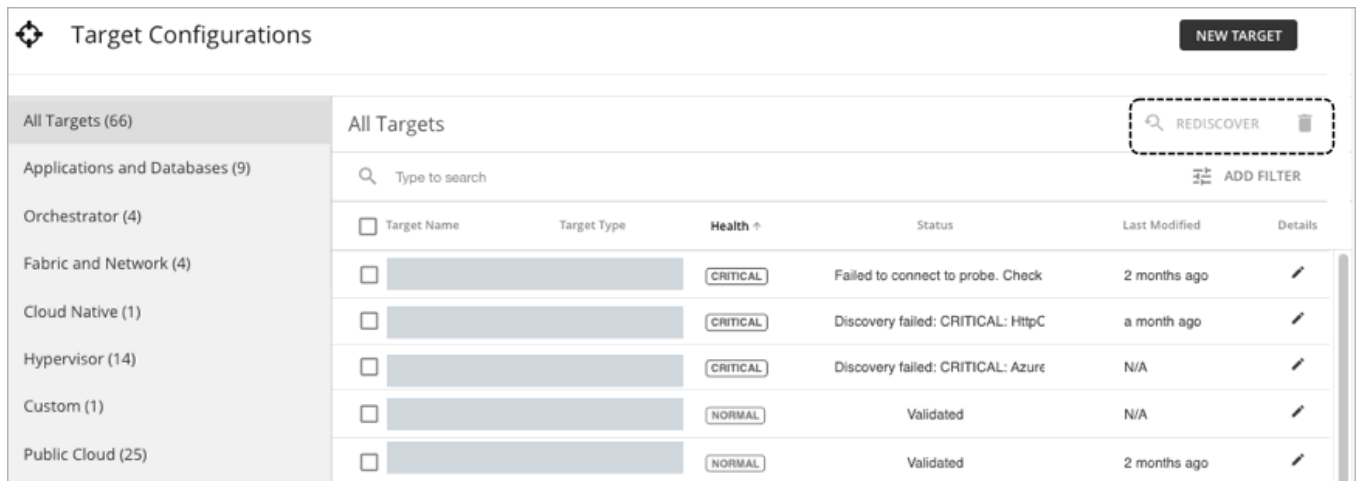 Target Configurations
NEW TARGET
All Targets (66)
Applications and Databases (9)
Orchestrator (4)
Fabric and Network (4)
Cloud Native (1)
Hypervisor (14)
Custom (1)
Public Cloud (25)
All Targets
REDISCOVER
Type to search
ADD FILTER
Target Name Target Type Health ↑ Status Last Modified Details
CRITICAL Failed to connect to probe. Check 2 months ago
CRITICAL Discovery failed: CRITICAL: HttpC a month ago
CRITICAL Discovery failed: CRITICAL: Azure N/A
NORMAL Validated N/A
NORMAL Validated 2 months ago